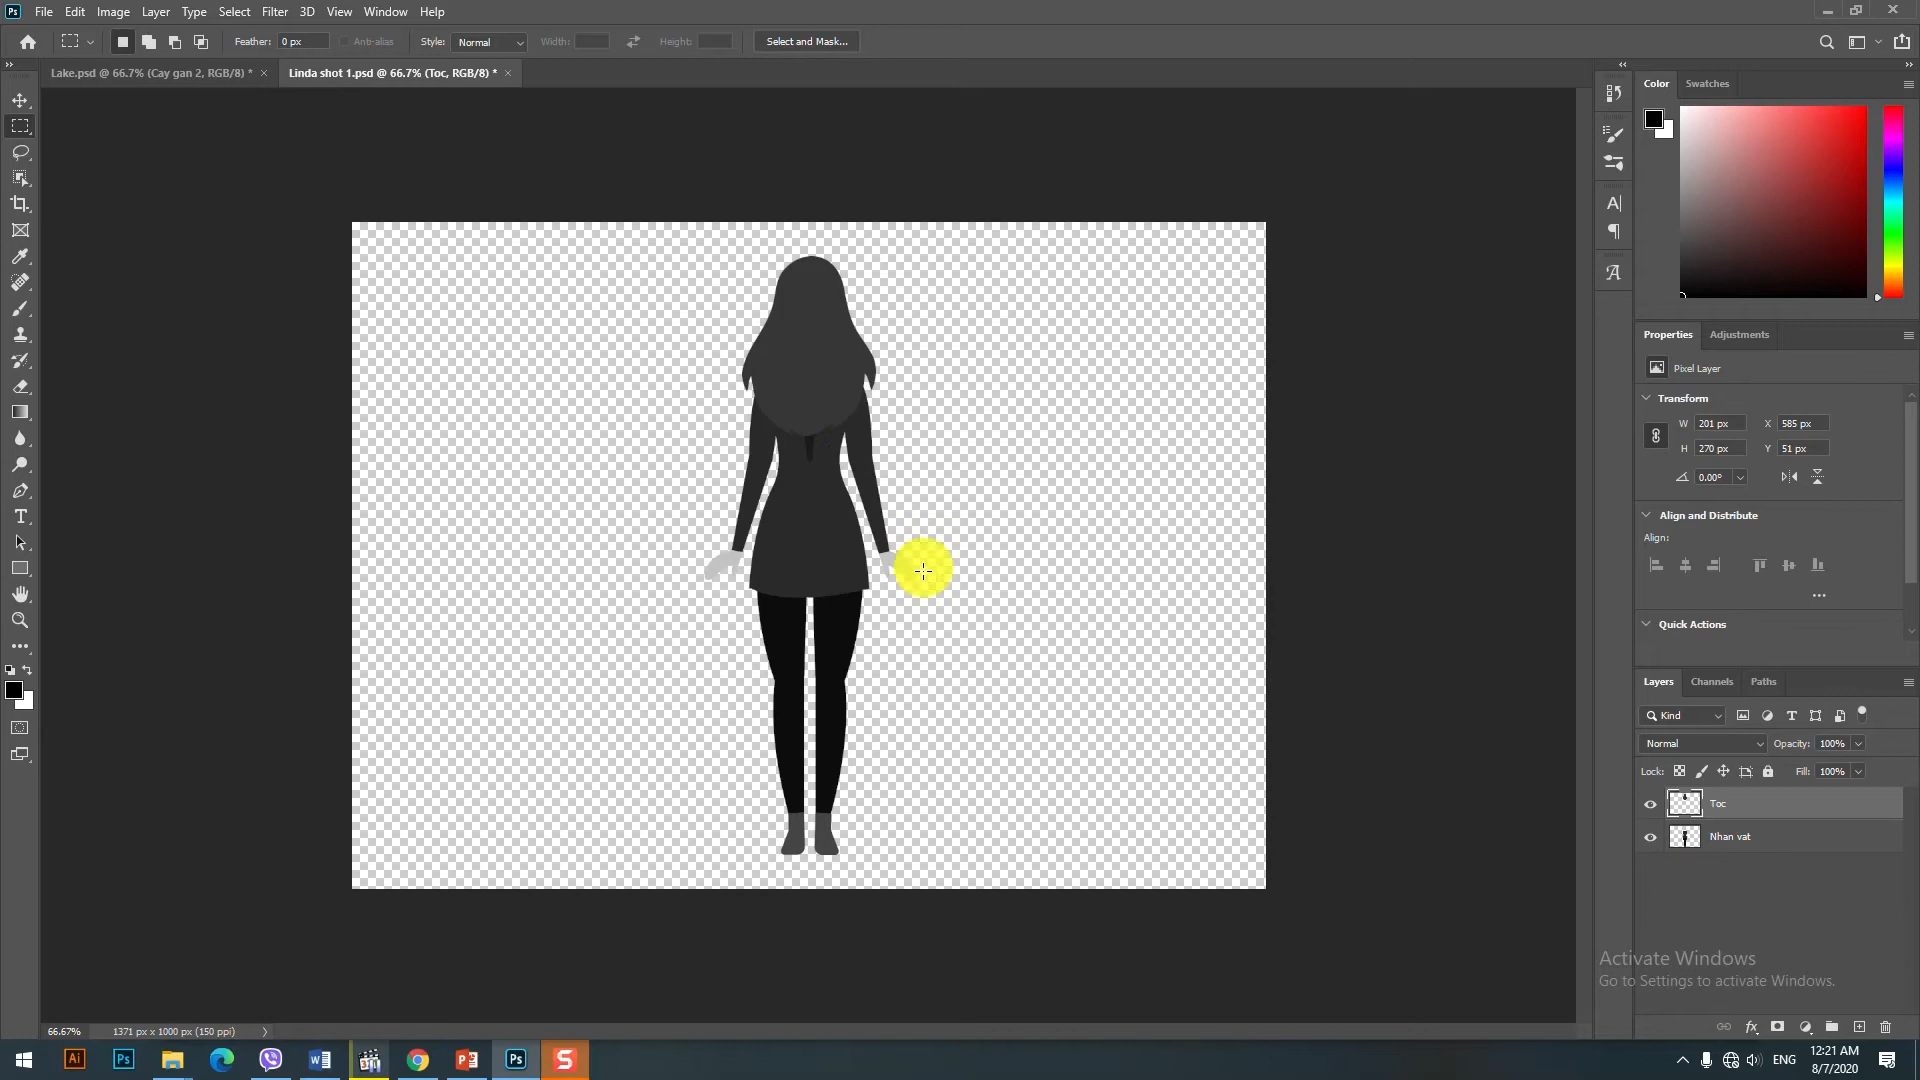 Ps File Edit Image Layer Type Select Filter 3D View Window Help
Feather: 0 px Anti-alias Style: Normal Width: Height: Select and Mask...
Lake.psd @ 66.7% (Cay gan 2, RGB/8) * × Linda shot 1.psd @ 66.7% (Toc, RGB/8) * ×
Color Swatches
Properties Adjustments
Pixel Layer
Transform
W 201 px X 585 px
H 270 px Y 51 px
0.00°
Align and Distribute
Align:
Quick Actions
Layers Channels Paths
Kind
Normal Opacity: 100%
Lock: Fill: 100%
Toc
Nhan vat
Activate Windows
Go to Settings to activate Windows.
66.67% 1371 px x 1000 px (150 ppi)
Ai Ps Ps ENG
12:21 AM
8/7/2020